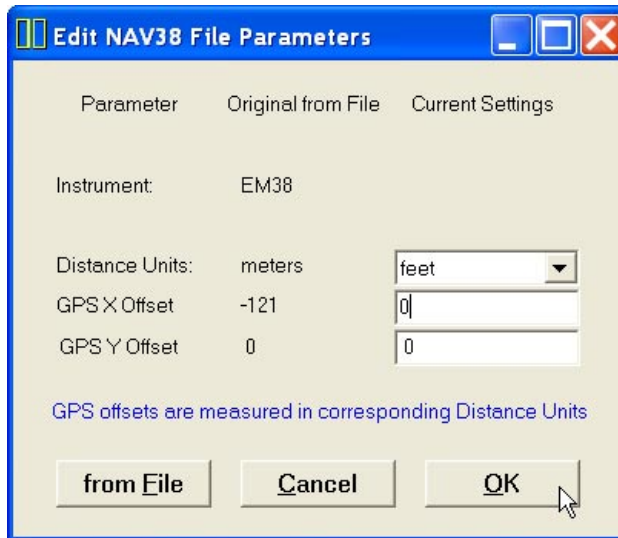 Edit NAV38 File Parameters
Parameter Original from File Current Settings
Instrument: EM38
Distance Units: meters feet
GPS X Offset -121 0
GPS Y Offset 0 0
GPS offsets are measured in corresponding Distance Units
from File Cancel OK